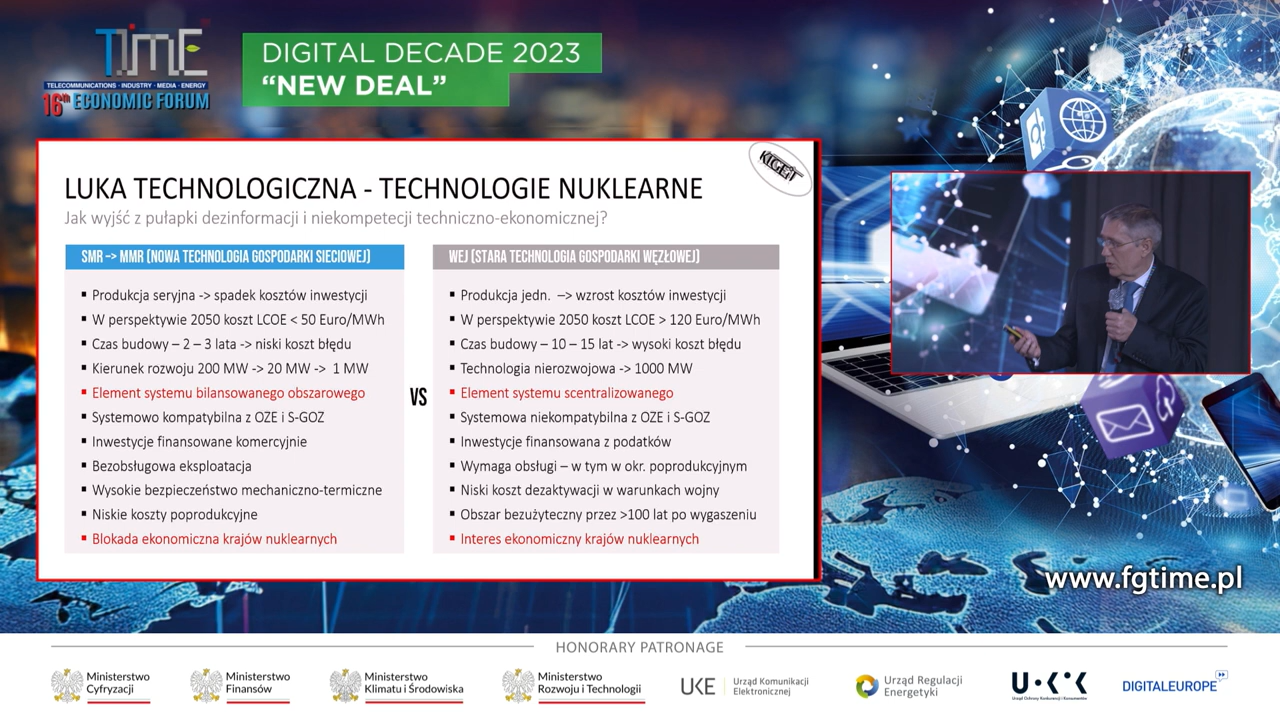 TIME
TELECOMMUNICATIONS · INDUSTRY · MEDIA · ENERGY
16th ECONOMIC FORUM
DIGITAL DECADE 2023
“NEW DEAL”
KIGEiT
LUKA TECHNOLOGICZNA - TECHNOLOGIE NUKLEARNE
Jak wyjść z pułapki dezinformacji i niekompetecji techniczno-ekonomicznej?
SMR –> MMR (NOWA TECHNOLOGIA GOSPODARKI SIECIOWEJ)
▪ Produkcja seryjna -> spadek kosztów inwestycji
▪ W perspektywie 2050 koszt LCOE < 50 Euro/MWh
▪ Czas budowy – 2 – 3 lata -> niski koszt błędu
▪ Kierunek rozwoju 200 MW -> 20 MW -> 1 MW
▪ Element systemu bilansowanego obszarowego
▪ Systemowo kompatybilna z OZE i S-GOZ
▪ Inwestycje finansowane komercyjnie
▪ Bezobsługowa eksploatacja
▪ Wysokie bezpieczeństwo mechaniczno-termiczne
▪ Niskie koszty poprodukcyjne
▪ Blokada ekonomiczna krajów nuklearnych
VS
WEJ (STARA TECHNOLOGIA GOSPODARKI WĘZŁOWEJ)
▪ Produkcja jedn. –> wzrost kosztów inwestycji
▪ W perspektywie 2050 koszt LCOE > 120 Euro/MWh
▪ Czas budowy – 10 – 15 lat -> wysoki koszt błędu
▪ Technologia nierozwojowa -> 1000 MW
▪ Element systemu scentralizowanego
▪ Systemowa niekompatybilna z OZE i S-GOZ
▪ Inwestycje finansowana z podatków
▪ Wymaga obsługi – w tym w okr. poprodukcyjnym
▪ Niski koszt dezaktywacji w warunkach wojny
▪ Obszar bezużyteczny przez >100 lat po wygaszeniu
▪ Interes ekonomiczny krajów nuklearnych
www.fgtime.pl
HONORARY PATRONAGE
Ministerstwo
Cyfryzacji
Ministerstwo
Finansów
Ministerstwo
Klimatu i Środowiska
Ministerstwo
Rozwoju i Technologii
UKE
Urząd Komunikacji
Elektronicznej
Urząd Regulacji
Energetyki
UOKiK
Urząd Ochrony Konkurencji i Konsumentów
DIGITALEUROPE